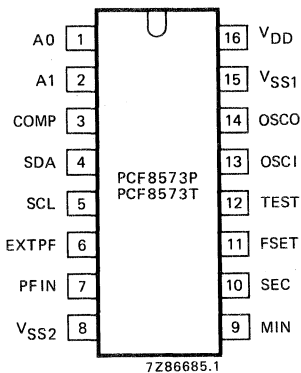 A0 1 16 VDD
A1 2 15 VSS1
COMP 3 14 OSCO
SDA 4 13 OSCI
PCF8573P
PCF8573T
SCL 5 12 TEST
EXTPF 6 11 FSET
PFIN 7 10 SEC
VSS2 8 9 MIN
7Z86685.1